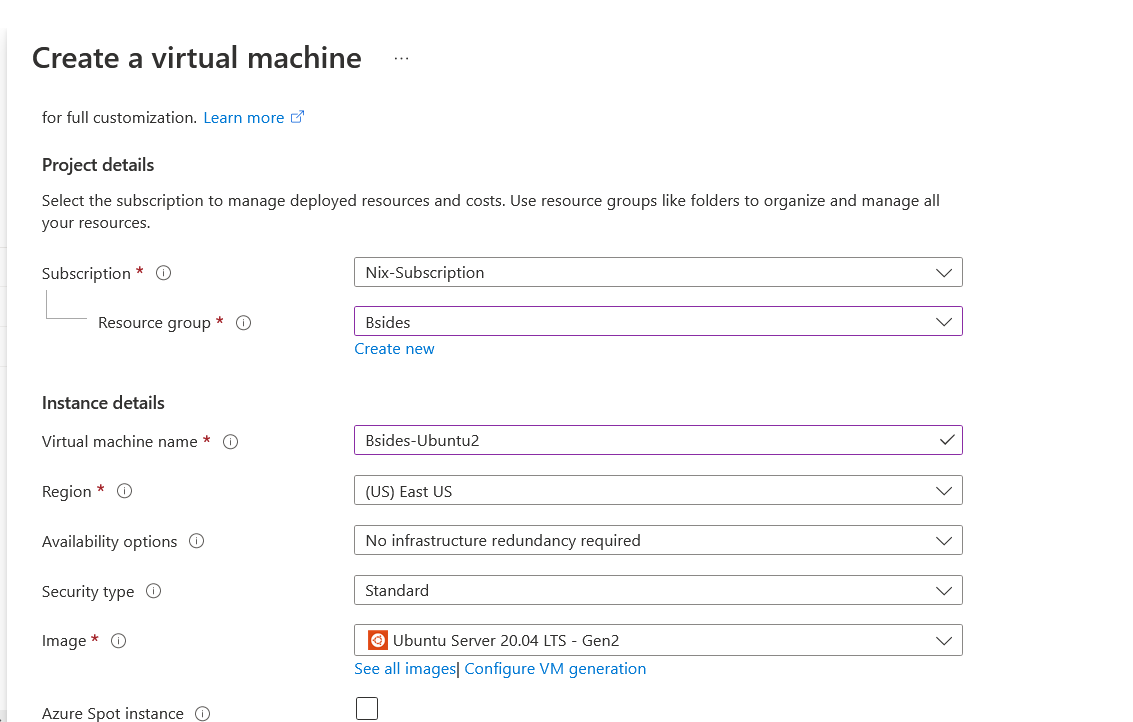 Create a virtual machine ...
for full customization. Learn more
Project details
Select the subscription to manage deployed resources and costs. Use resource groups like folders to organize and manage all
your resources.
Subscription * Nix-Subscription
Resource group * Bsides
Create new
Instance details
Virtual machine name * Bsides-Ubuntu2
Region * (US) East US
Availability options No infrastructure redundancy required
Security type Standard
Image * Ubuntu Server 20.04 LTS - Gen2
See all images| Configure VM generation
Azure Spot instance